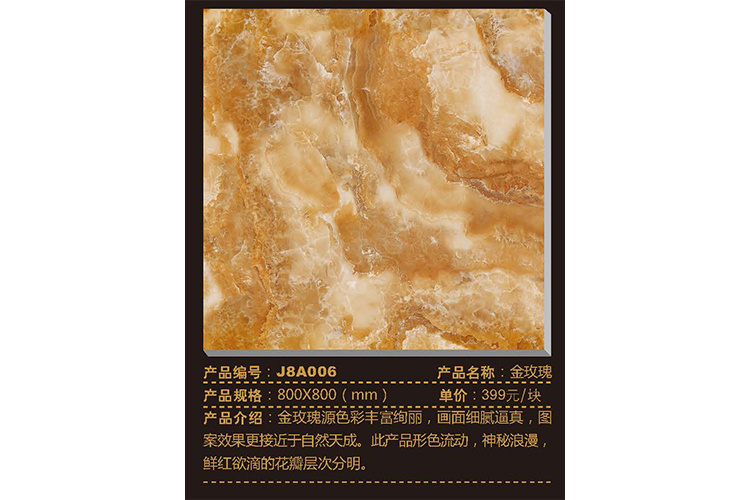 产品编号：J8A006 产品名称：金玫瑰
产品规格：800X800（mm） 单价：399元/块
产品介绍：金玫瑰源色彩丰富绚丽，画面细腻逼真，图
案效果更接近于自然天成。此产品形色流动，神秘浪漫，
鲜红欲滴的花瓣层次分明。